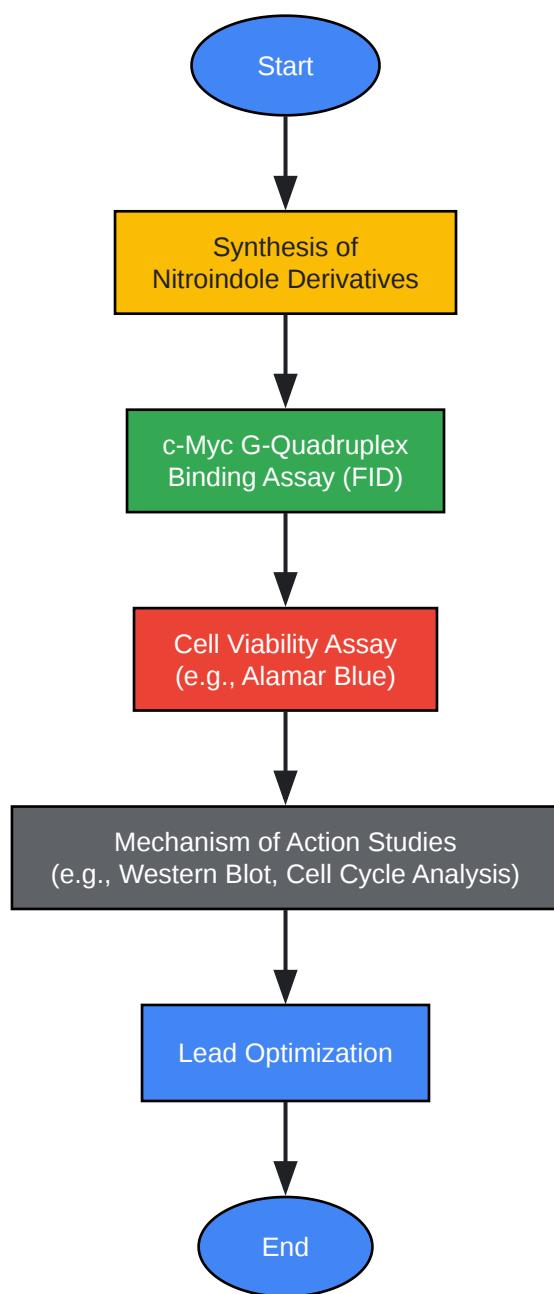 Start
Synthesis of
Nitroindole Derivatives
c-Myc G-Quadruplex
Binding Assay (FID)
Cell Viability Assay
(e.g., Alamar Blue)
Mechanism of Action Studies
(e.g., Western Blot, Cell Cycle Analysis)
Lead Optimization
End